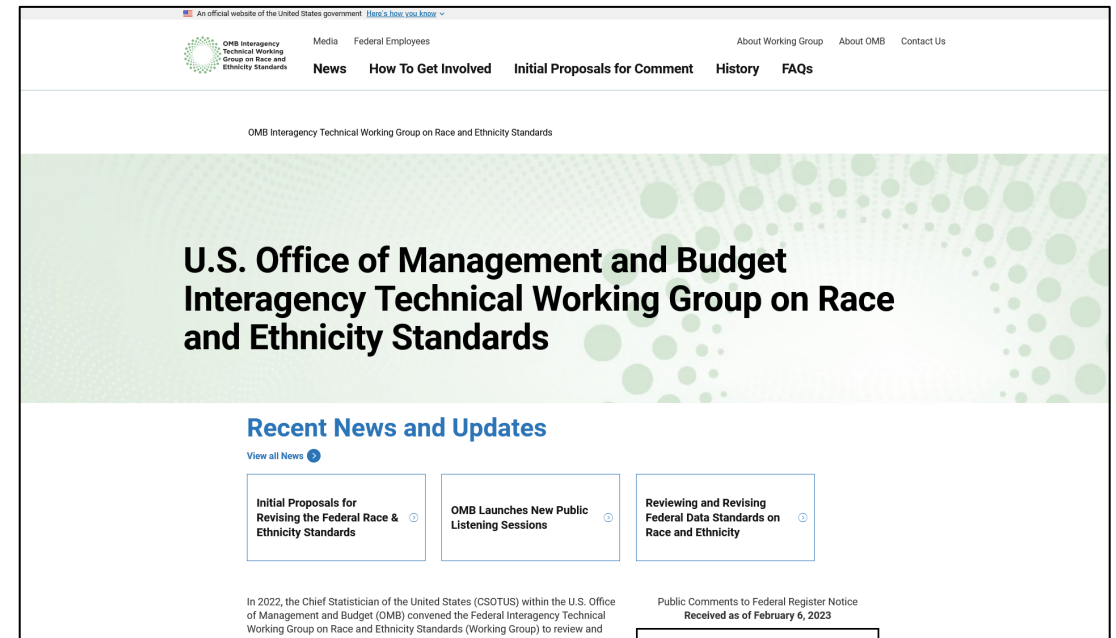 An official website of the United States government Here's how you know
OMB Interagency
Technical Working
Group on Race and
Ethnicity Standards
Media Federal Employees
About Working Group About OMB Contact Us
News How To Get Involved Initial Proposals for Comment History FAQs
OMB Interagency Technical Working Group on Race and Ethnicity Standards
U.S. Office of Management and Budget
Interagency Technical Working Group on Race
and Ethnicity Standards
Recent News and Updates
View all News
Initial Proposals for
Revising the Federal Race &
Ethnicity Standards
OMB Launches New Public
Listening Sessions
Reviewing and Revising
Federal Data Standards on
Race and Ethnicity
In 2022, the Chief Statistician of the United States (CSOTUS) within the U.S. Office
of Management and Budget (OMB) convened the Federal Interagency Technical
Working Group on Race and Ethnicity Standards (Working Group) to review and
Public Comments to Federal Register Notice
Received as of February 6, 2023